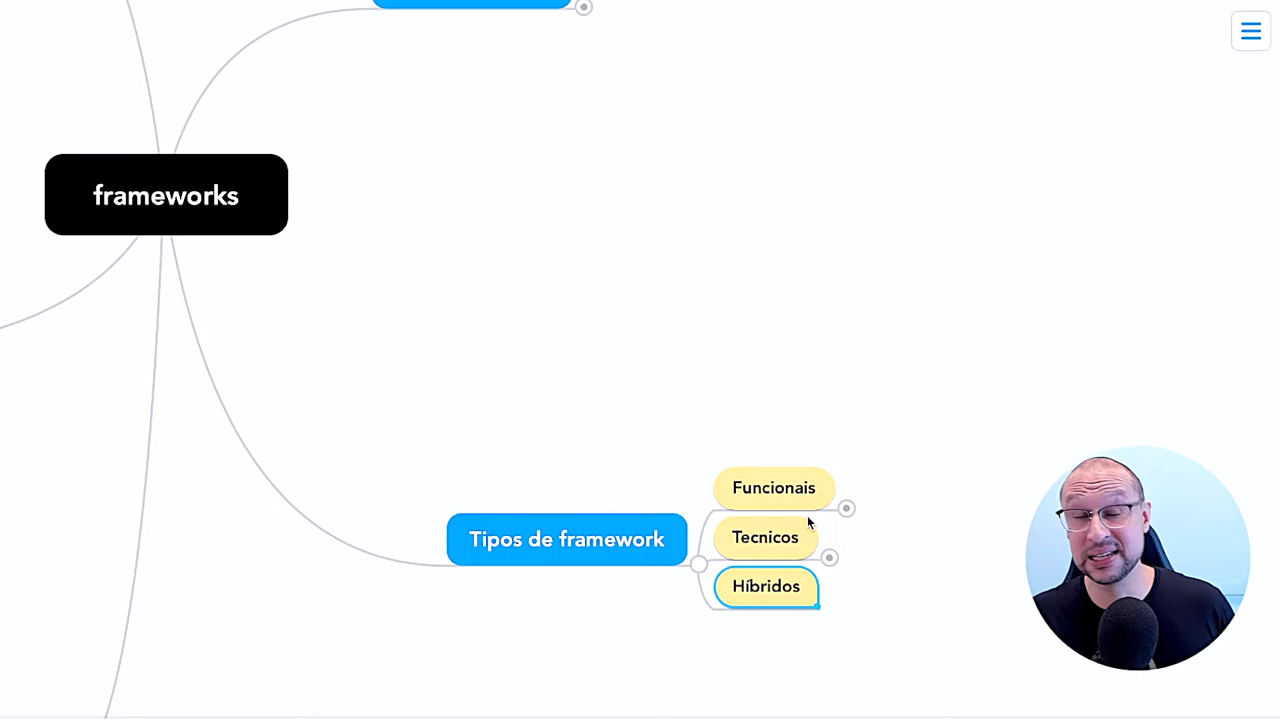 frameworks
Tipos de framework
Funcionais
Tecnicos
Híbridos